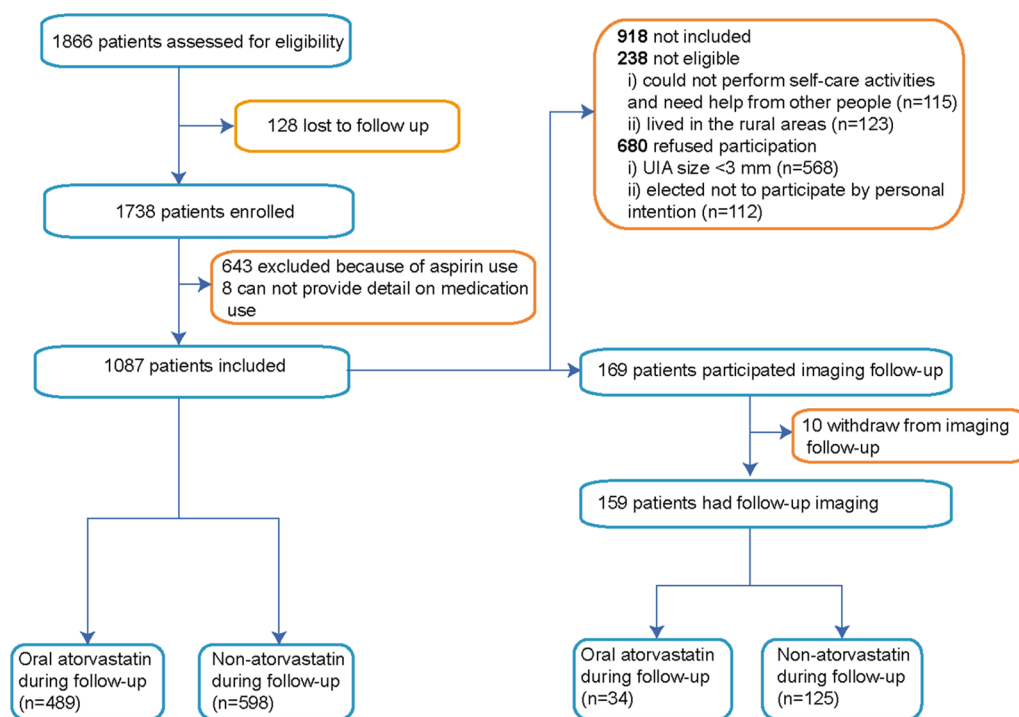 1866 patients assessed for eligibility
128 lost to follow up
1738 patients enrolled
643 excluded because of aspirin use
8 can not provide detail on medication
use
1087 patients included
918 not included
238 not eligible
i) could not perform self-care activities
and need help from other people (n=115)
ii) lived in the rural areas (n=123)
680 refused participation
i) UIA size <3 mm (n=568)
ii) elected not to participate by personal
intention (n=112)
169 patients participated imaging follow-up
10 withdraw from imaging
follow-up
159 patients had follow-up imaging
Oral atorvastatin
during follow-up
(n=489)
Non-atorvastatin
during follow-up
(n=598)
Oral atorvastatin
during follow-up
(n=34)
Non-atorvastatin
during follow-up
(n=125)